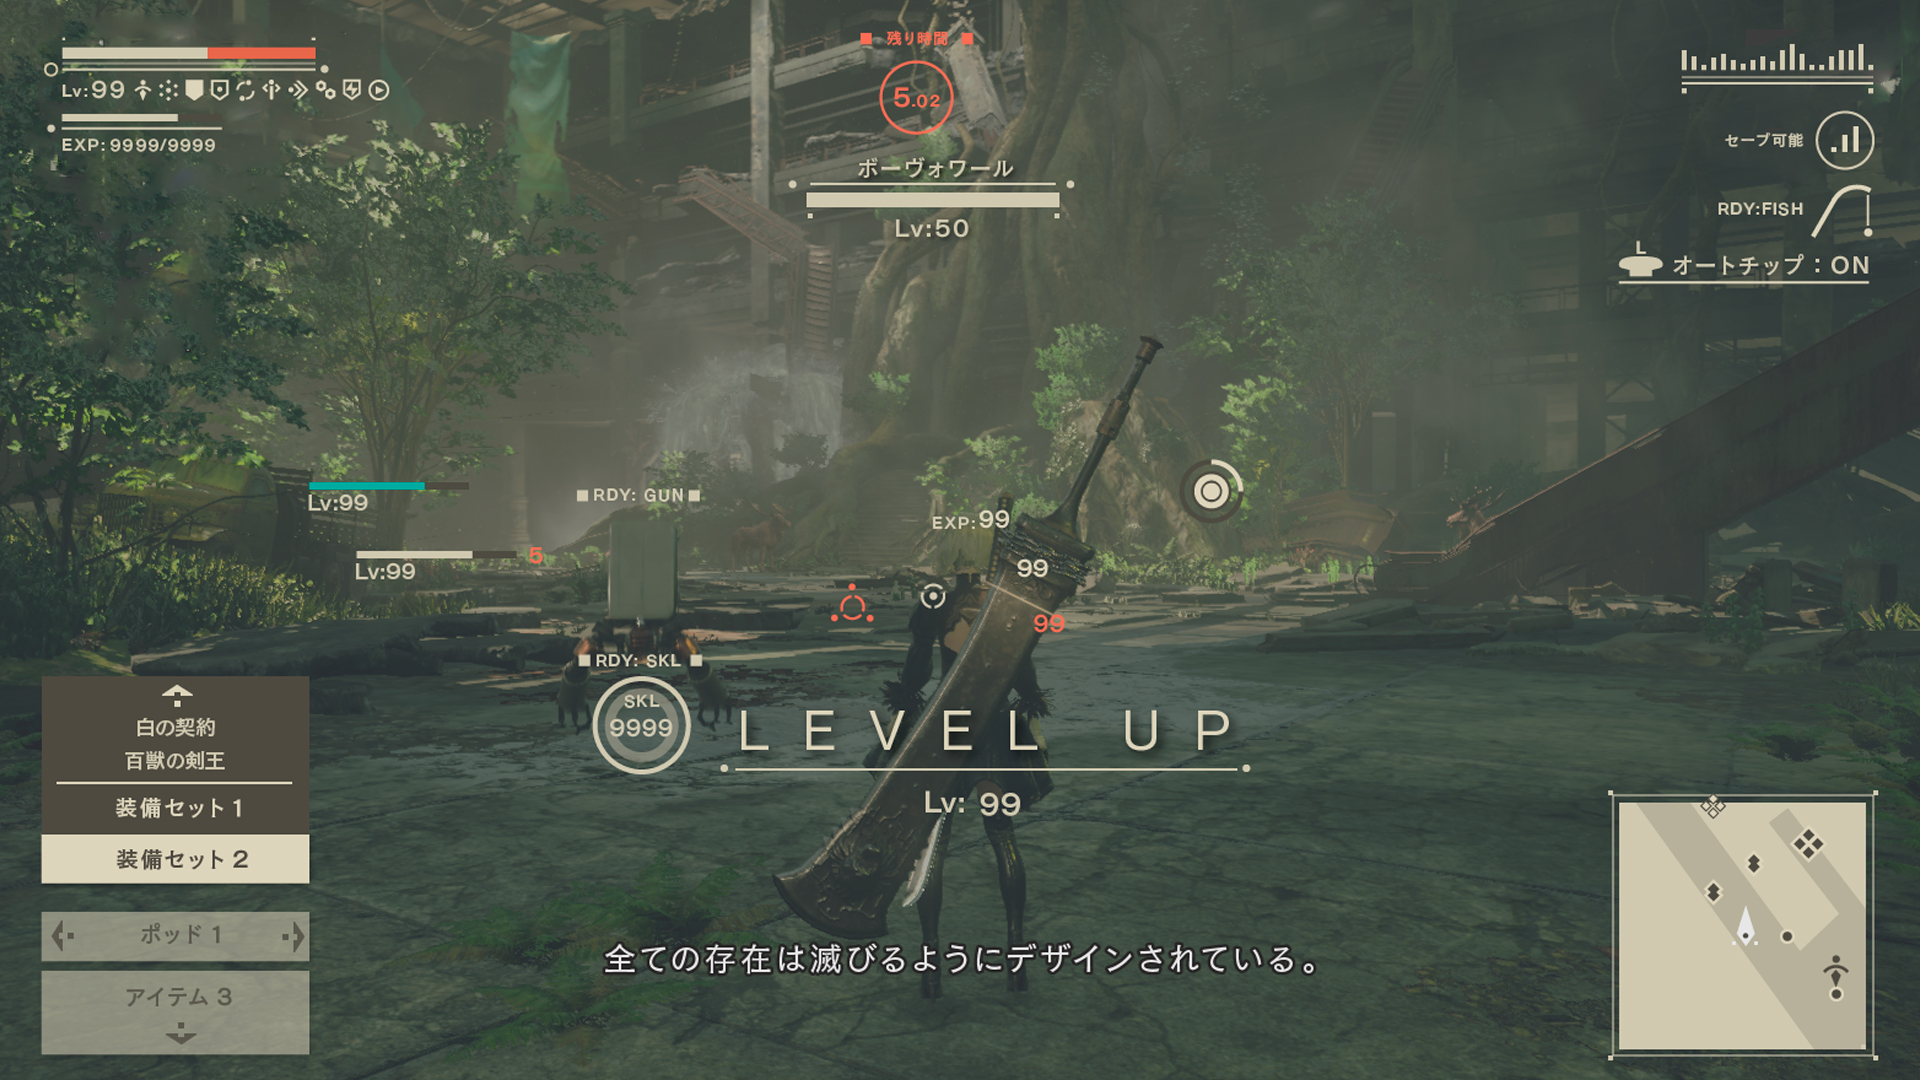 残り時間
5.02
Lv:99
EXP:9999/9999
ボーヴォワール
Lv:50
セーブ可能
RDY:FISH
L
オートチップ：ON
Lv:99
RDY: GUN
EXP:99
Lv:99
5
99
99
RDY: SKL
SKL
9999
LEVEL UP
Lv: 99
白の契約
百獣の剣王
装備セット1
装備セット2
ポッド 1
アイテム 3
全ての存在は滅びるようにデザインされている。